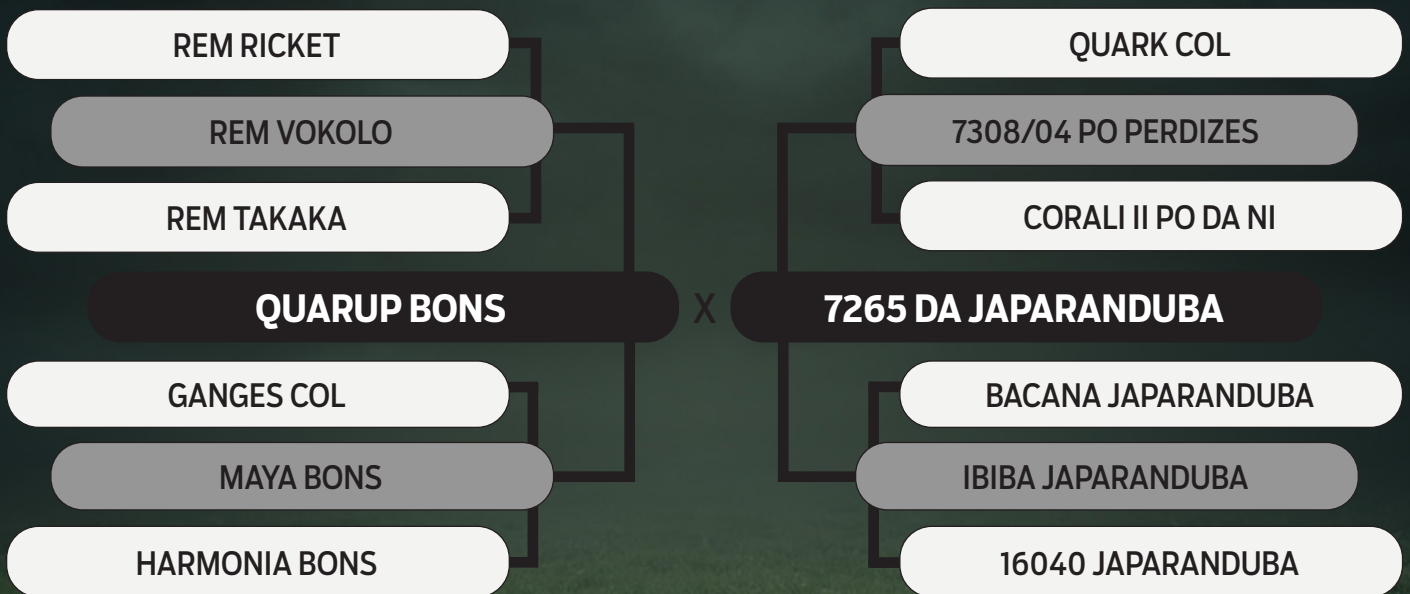 REM RICKET
REM VOKOLO
REM TAKAKA
QUARUP BONS
GANGES COL
MAYA BONS
HARMONIA BONS
X
QUARK COL
7308/04 PO PERDIZES
CORALI II PO DA NI
7265 DA JAPARANDUBA
BACANA JAPARANDUBA
IBIBA JAPARANDUBA
16040 JAPARANDUBA